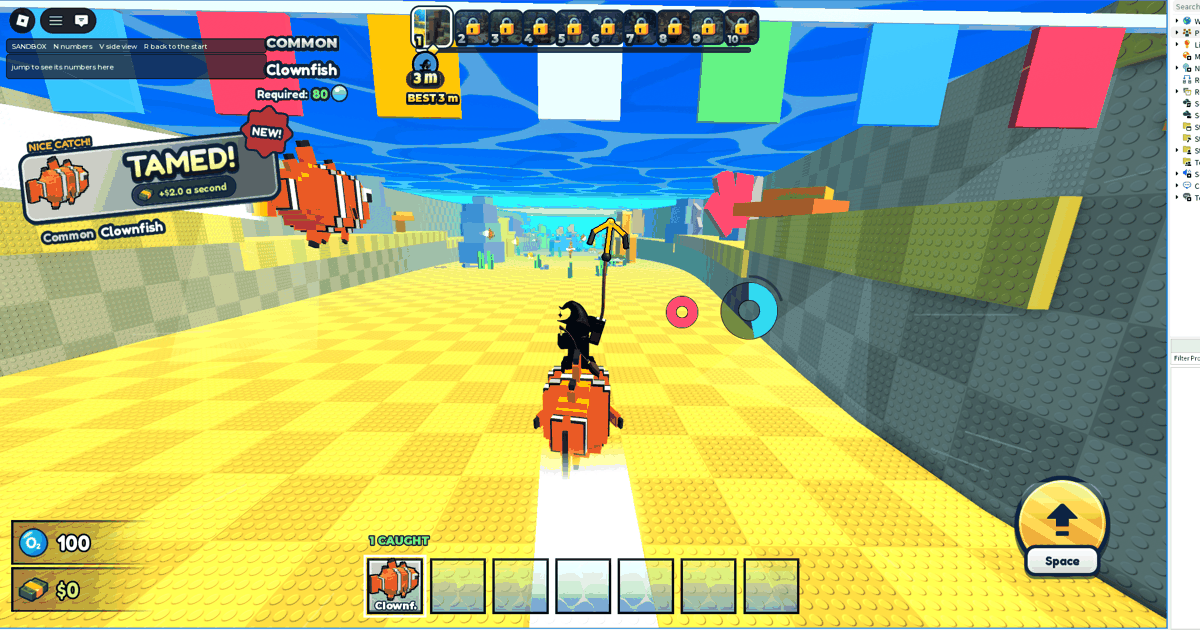 SANDBOX N numbers V side view R back to the start
jump to see its numbers here
COMMON
Clownfish
Required: 80
1 2 3 4 5 6 7 8 9 10
3 m
BEST 3 m
NICE CATCH!
NEW!
TAMED!
+$2.0 a second
Common Clownfish
O2 100
$0
1 CAUGHT
Clownf.
Space
Search